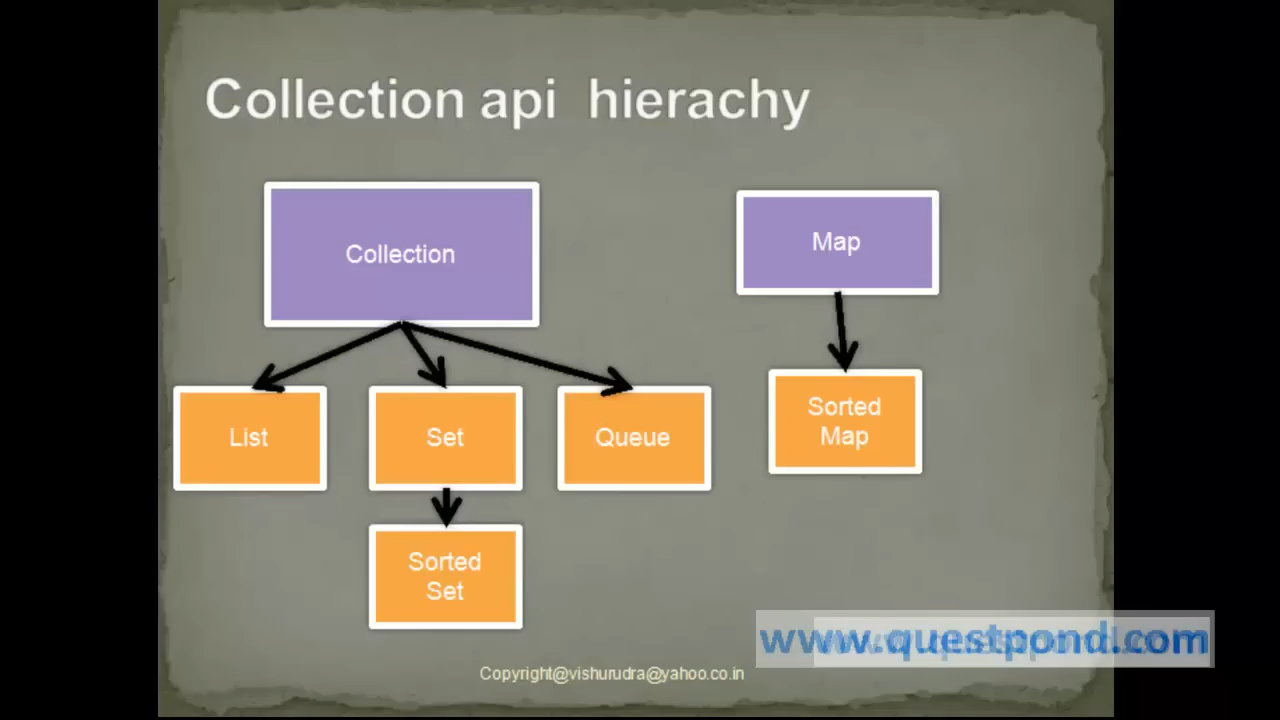 Collection api hierachy
Collection
Map
List
Set
Queue
Sorted
Map
Sorted
Set
www.questpond.com
Copyright@vishurudra@yahoo.co.in